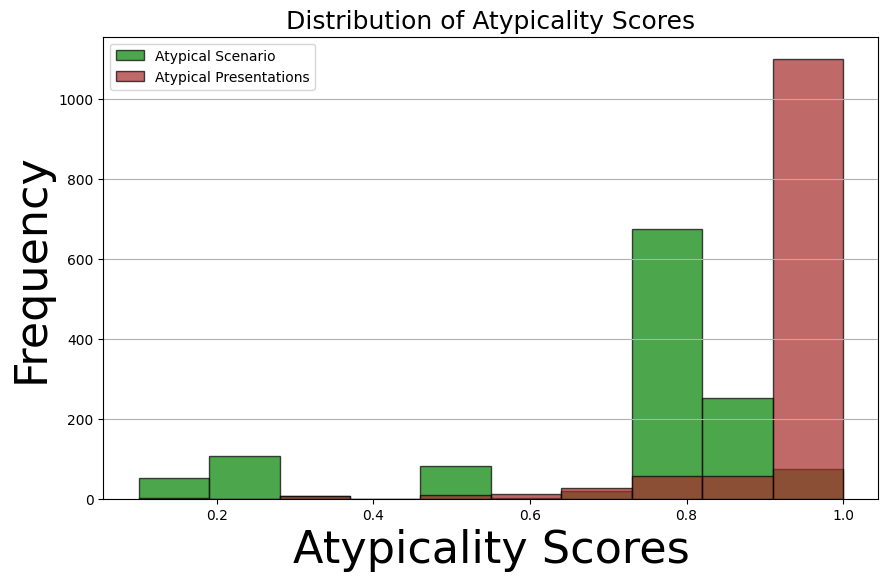 Distribution of Atypicality Scores
Atypical Scenario
Atypical Presentations
Frequency
1000
800
600
400
200
0
0.2 0.4 0.6 0.8 1.0
Atypicality Scores